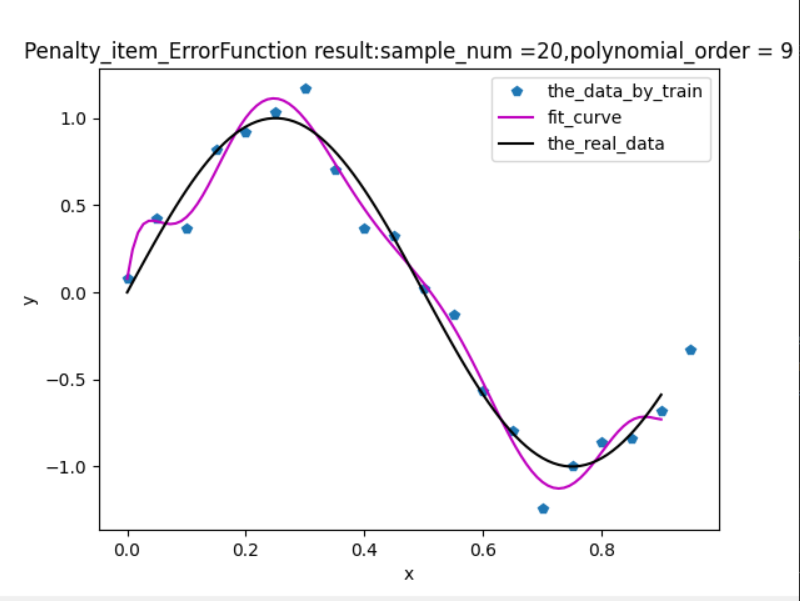 Penalty_item_ErrorFunction result:sample_num =20,polynomial_order = 9
the_data_by_train
fit_curve
the_real_data
1.0
0.5
0.0
−0.5
−1.0
y
0.0 0.2 0.4 0.6 0.8
x